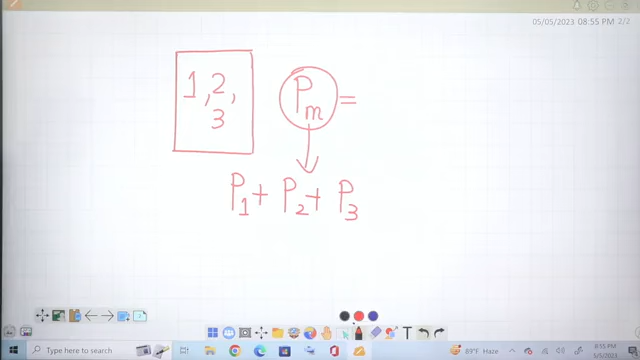 05/05/2023 08:55 PM 2/2
1, 2,
3
Pm =
P1 + P2 + P3
Type here to search
89°F Haze
8:55 PM
5/5/2023